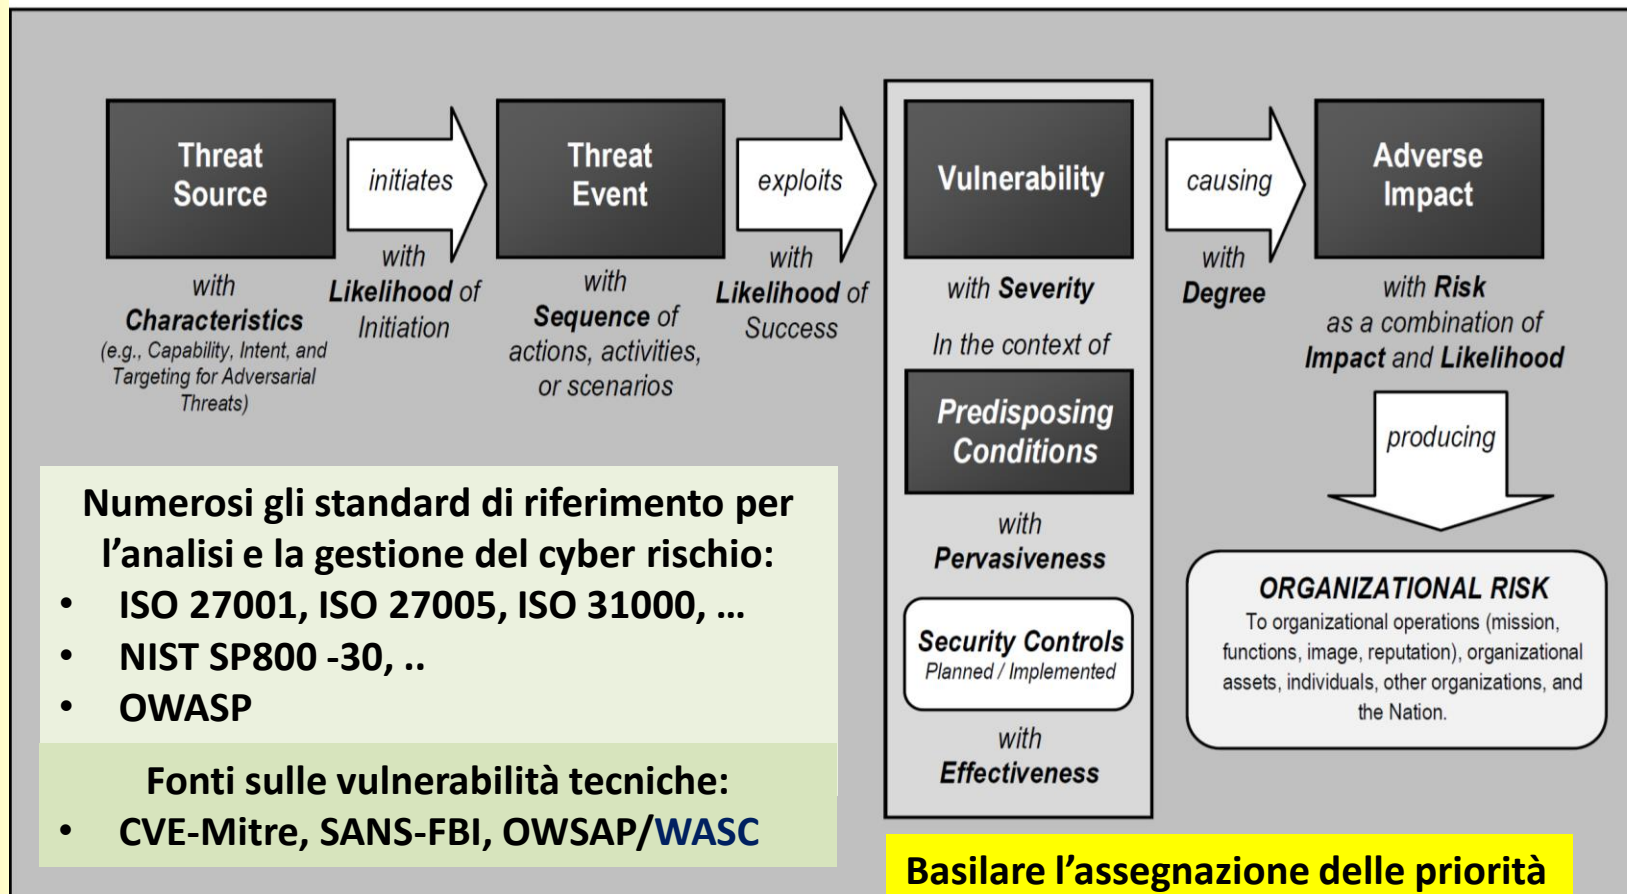 Threat
Source
initiates
Threat
Event
exploits
Vulnerability
causing
Adverse
Impact
with
Characteristics
(e.g., Capability, Intent, and
Targeting for Adversarial
Threats)
with
Likelihood of
Initiation
with
Sequence of
actions, activities,
or scenarios
with
Likelihood of
Success
with Severity
In the context of
Predisposing
Conditions
with
Pervasiveness
Security Controls
Planned / Implemented
with
Effectiveness
with
Degree
with Risk
as a combination of
Impact and Likelihood
producing
ORGANIZATIONAL RISK
To organizational operations (mission,
functions, image, reputation), organizational
assets, individuals, other organizations, and
the Nation.
Numerosi gli standard di riferimento per
l’analisi e la gestione del cyber rischio:
• ISO 27001, ISO 27005, ISO 31000, …
• NIST SP800 -30, ..
• OWASP
Fonti sulle vulnerabilità tecniche:
• CVE-Mitre, SANS-FBI, OWSAP/WASC
Basilare l’assegnazione delle priorità